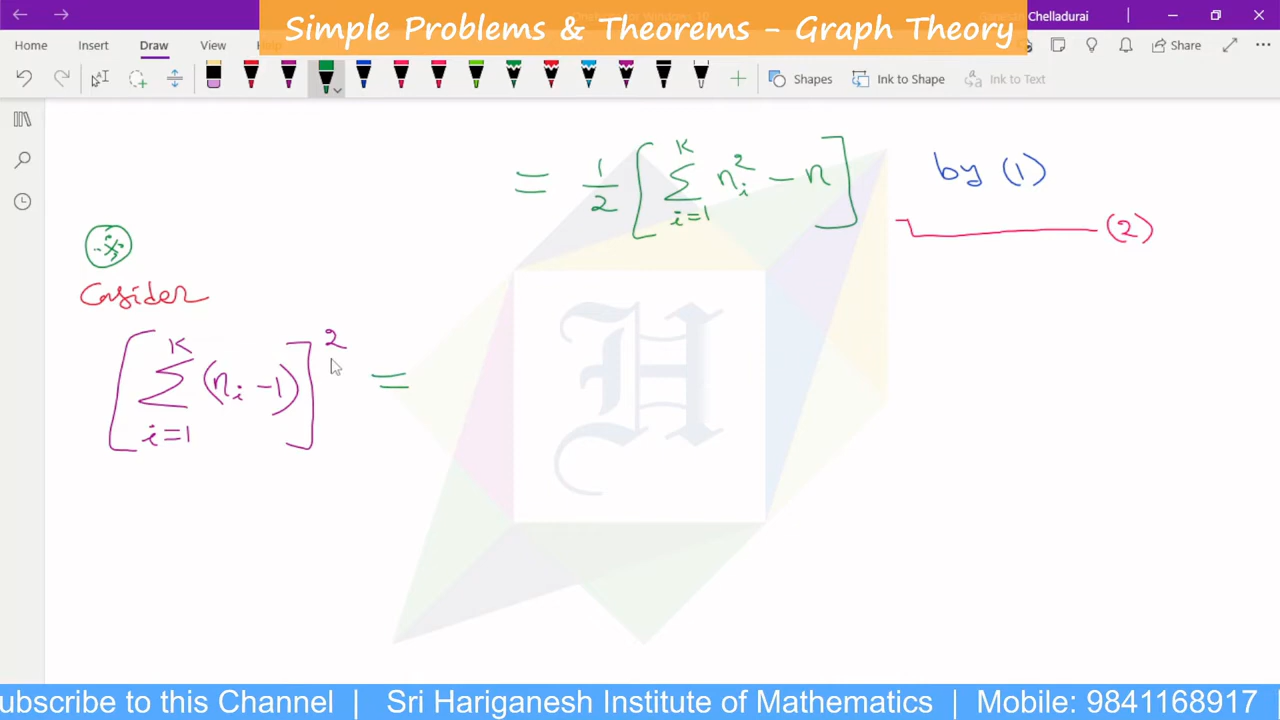 Simple Problems & Theorems - Graph Theory
Chelladurai
Home Insert Draw View
Share
Shapes Ink to Shape Ink to Text
= 1/2 [ Σ_{i=1}^{K} n_i^2 - n ] by (1)
(2)
Cosider
[ Σ_{i=1}^{K} (n_i - 1) ]^2 =
H
ubscribe to this Channel | Sri Hariganesh Institute of Mathematics | Mobile: 9841168917 |